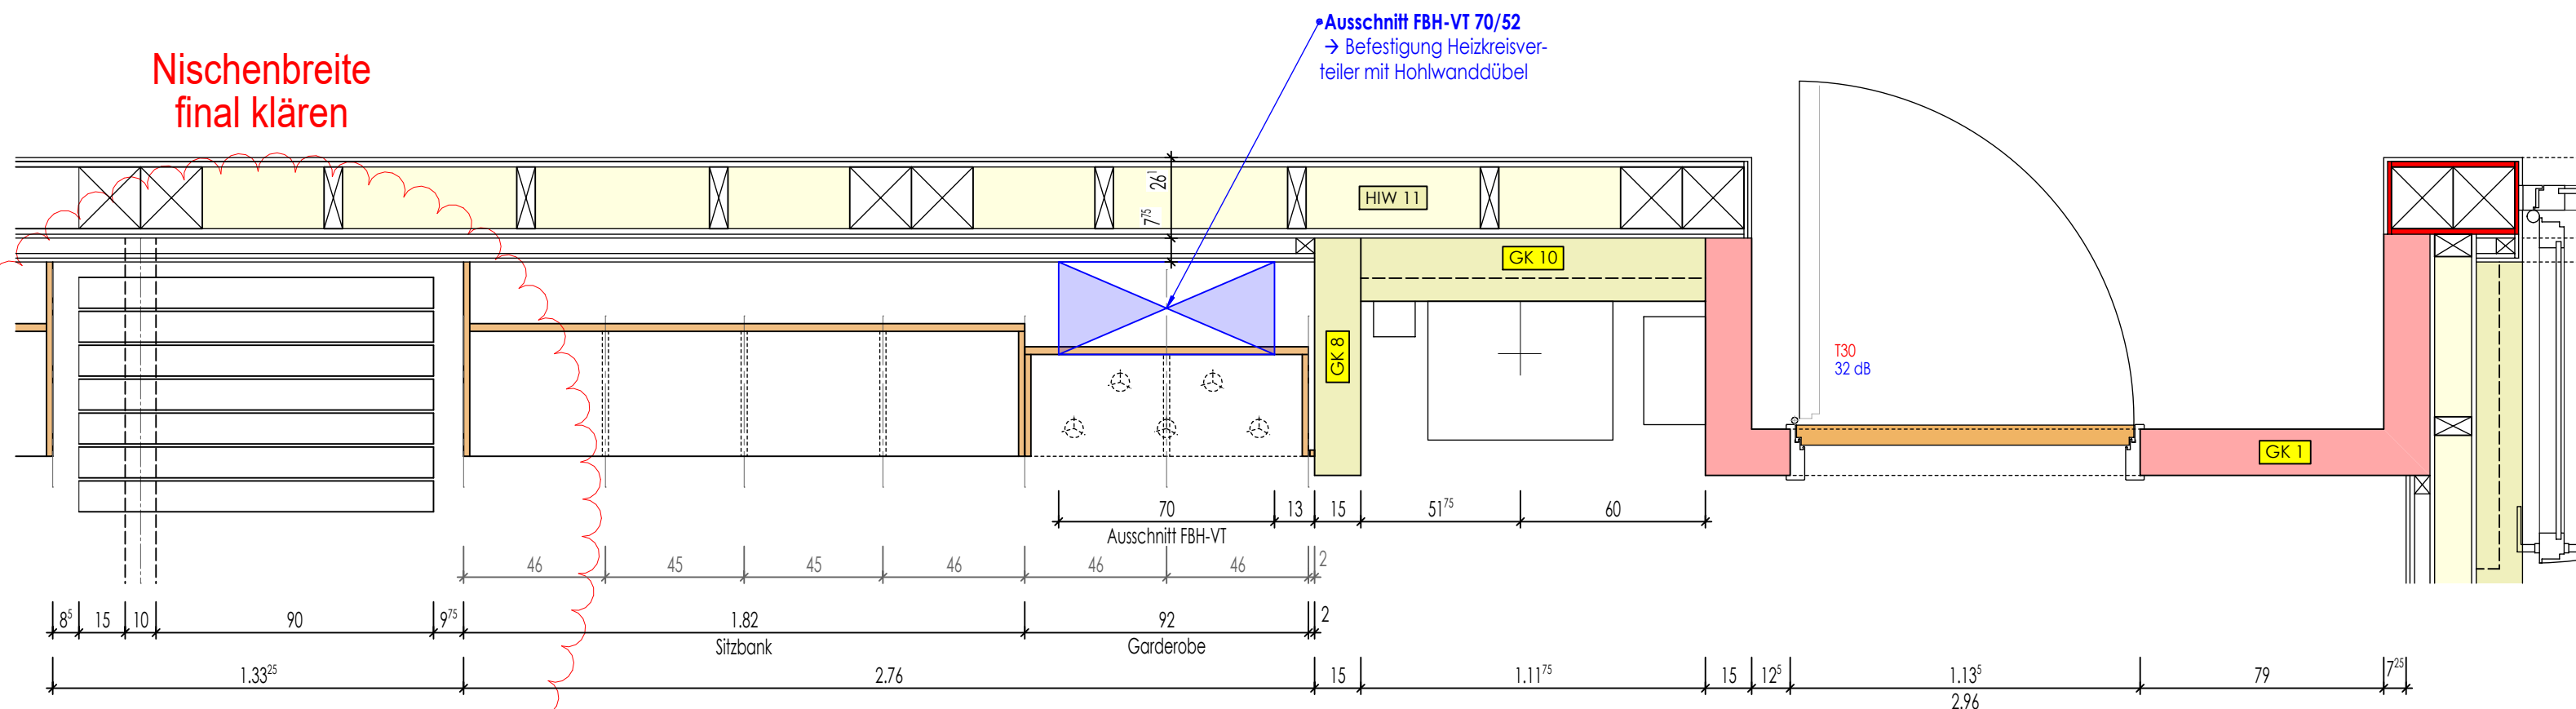 Ausschnitt FBH-VT 70/52
→ Befestigung Heizkreisver-
teiler mit Hohlwanddübel
Nischenbreite
final klären
26¹
7⁷⁵
HIW 11
GK 10
GK 8
T30
32 dB
GK 1
70 13 15 51⁷⁵ 60
Ausschnitt FBH-VT
46 45 45 46 46 46 2
8⁵ 15 10 90 9⁷⁵ 1.82 92 2
Sitzbank Garderobe
1.33²⁵ 2.76 15 1.11⁷⁵ 15 12⁵ 1.13⁵ 79 7²⁵
2.96